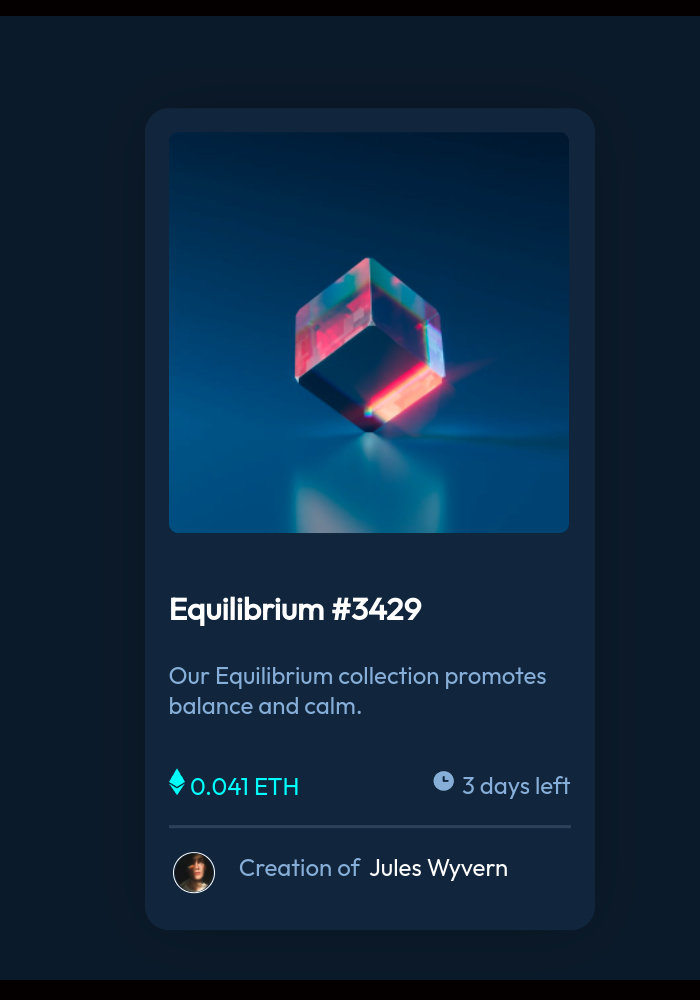 Equilibrium #3429
Our Equilibrium collection promotes
balance and calm.
0.041 ETH 3 days left
Creation of Jules Wyvern